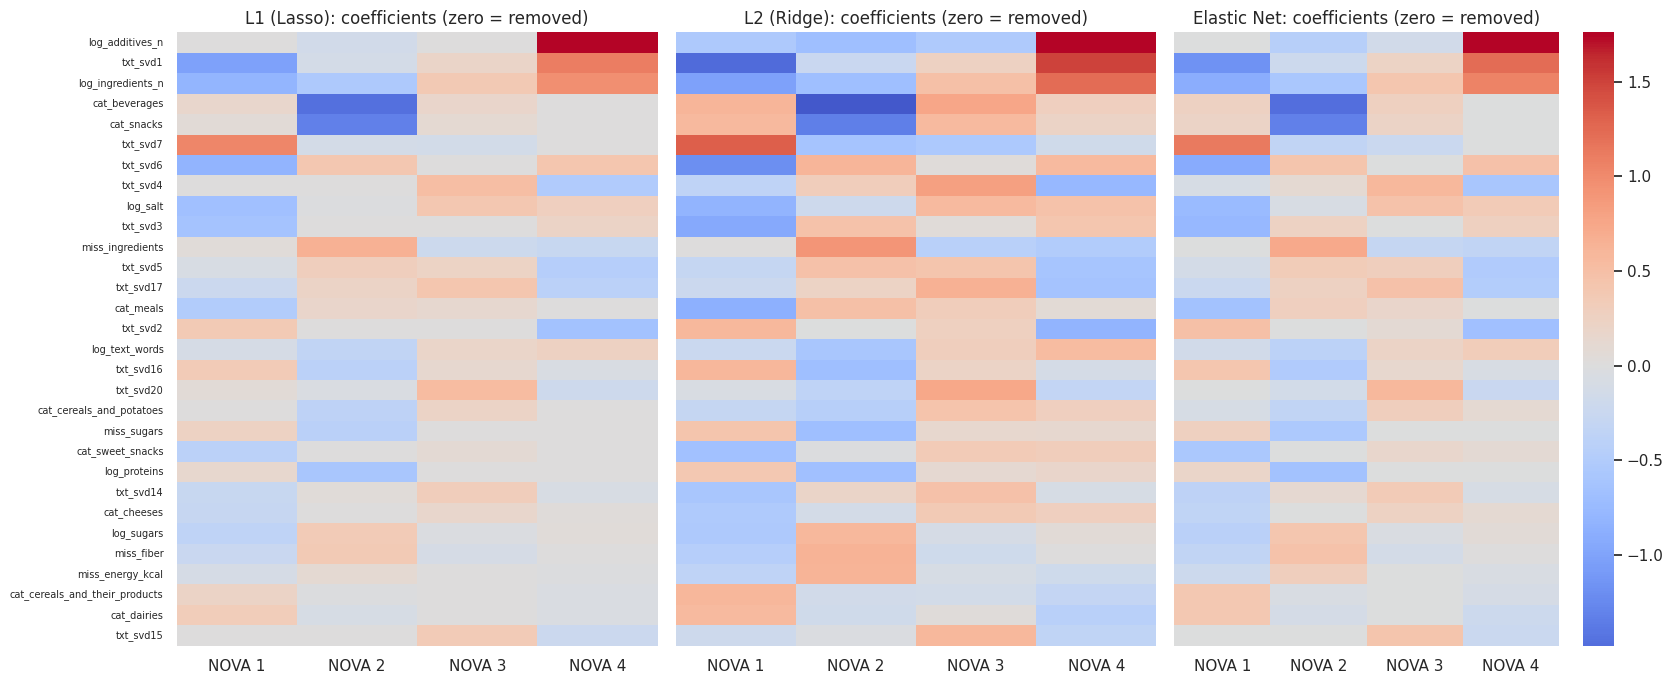 L1 (Lasso): coefficients (zero = removed)
L2 (Ridge): coefficients (zero = removed)
Elastic Net: coefficients (zero = removed)
log_additives_n
txt_svd1
log_ingredients_n
cat_beverages
cat_snacks
txt_svd7
txt_svd6
txt_svd4
log_salt
txt_svd3
miss_ingredients
txt_svd5
txt_svd17
cat_meals
txt_svd2
log_text_words
txt_svd16
txt_svd20
cat_cereals_and_potatoes
miss_sugars
cat_sweet_snacks
log_proteins
txt_svd14
cat_cheeses
log_sugars
miss_fiber
miss_energy_kcal
cat_cereals_and_their_products
cat_dairies
txt_svd15
NOVA 1 NOVA 2 NOVA 3 NOVA 4
NOVA 1 NOVA 2 NOVA 3 NOVA 4
NOVA 1 NOVA 2 NOVA 3 NOVA 4
1.5
1.0
0.5
0.0
−0.5
−1.0